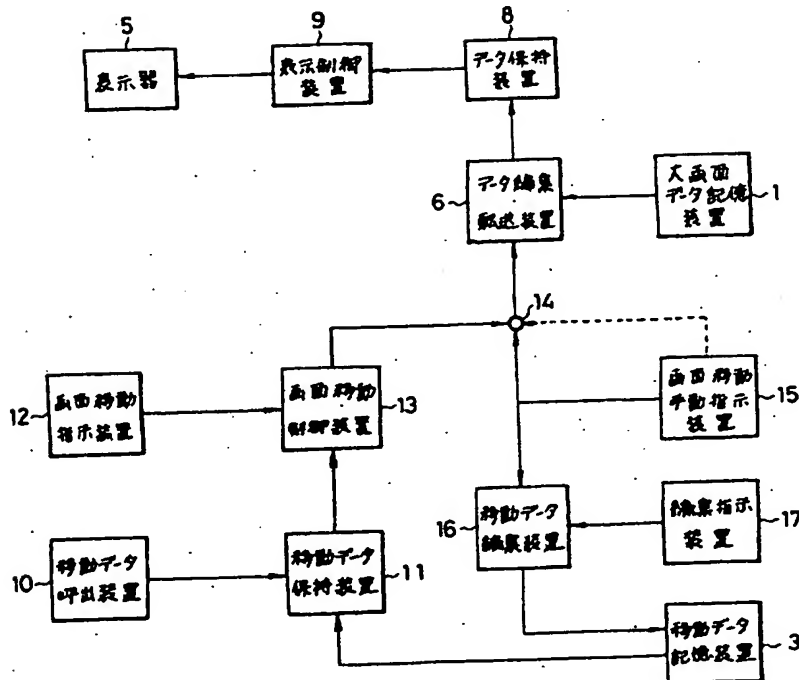 5
表示器
9
表示制御
装置
8
データ保持
装置
6
データ編集
転送装置
大画面
データ記憶
装置
1
14
12
画面移動
指示装置
画面移動
制御装置
13
画面移動
手動指示
装置
15
16
移動データ
編集装置
編集指示
装置
17
10
移動データ
呼出装置
移動データ
保持装置
11
移動データ
記憶装置
3